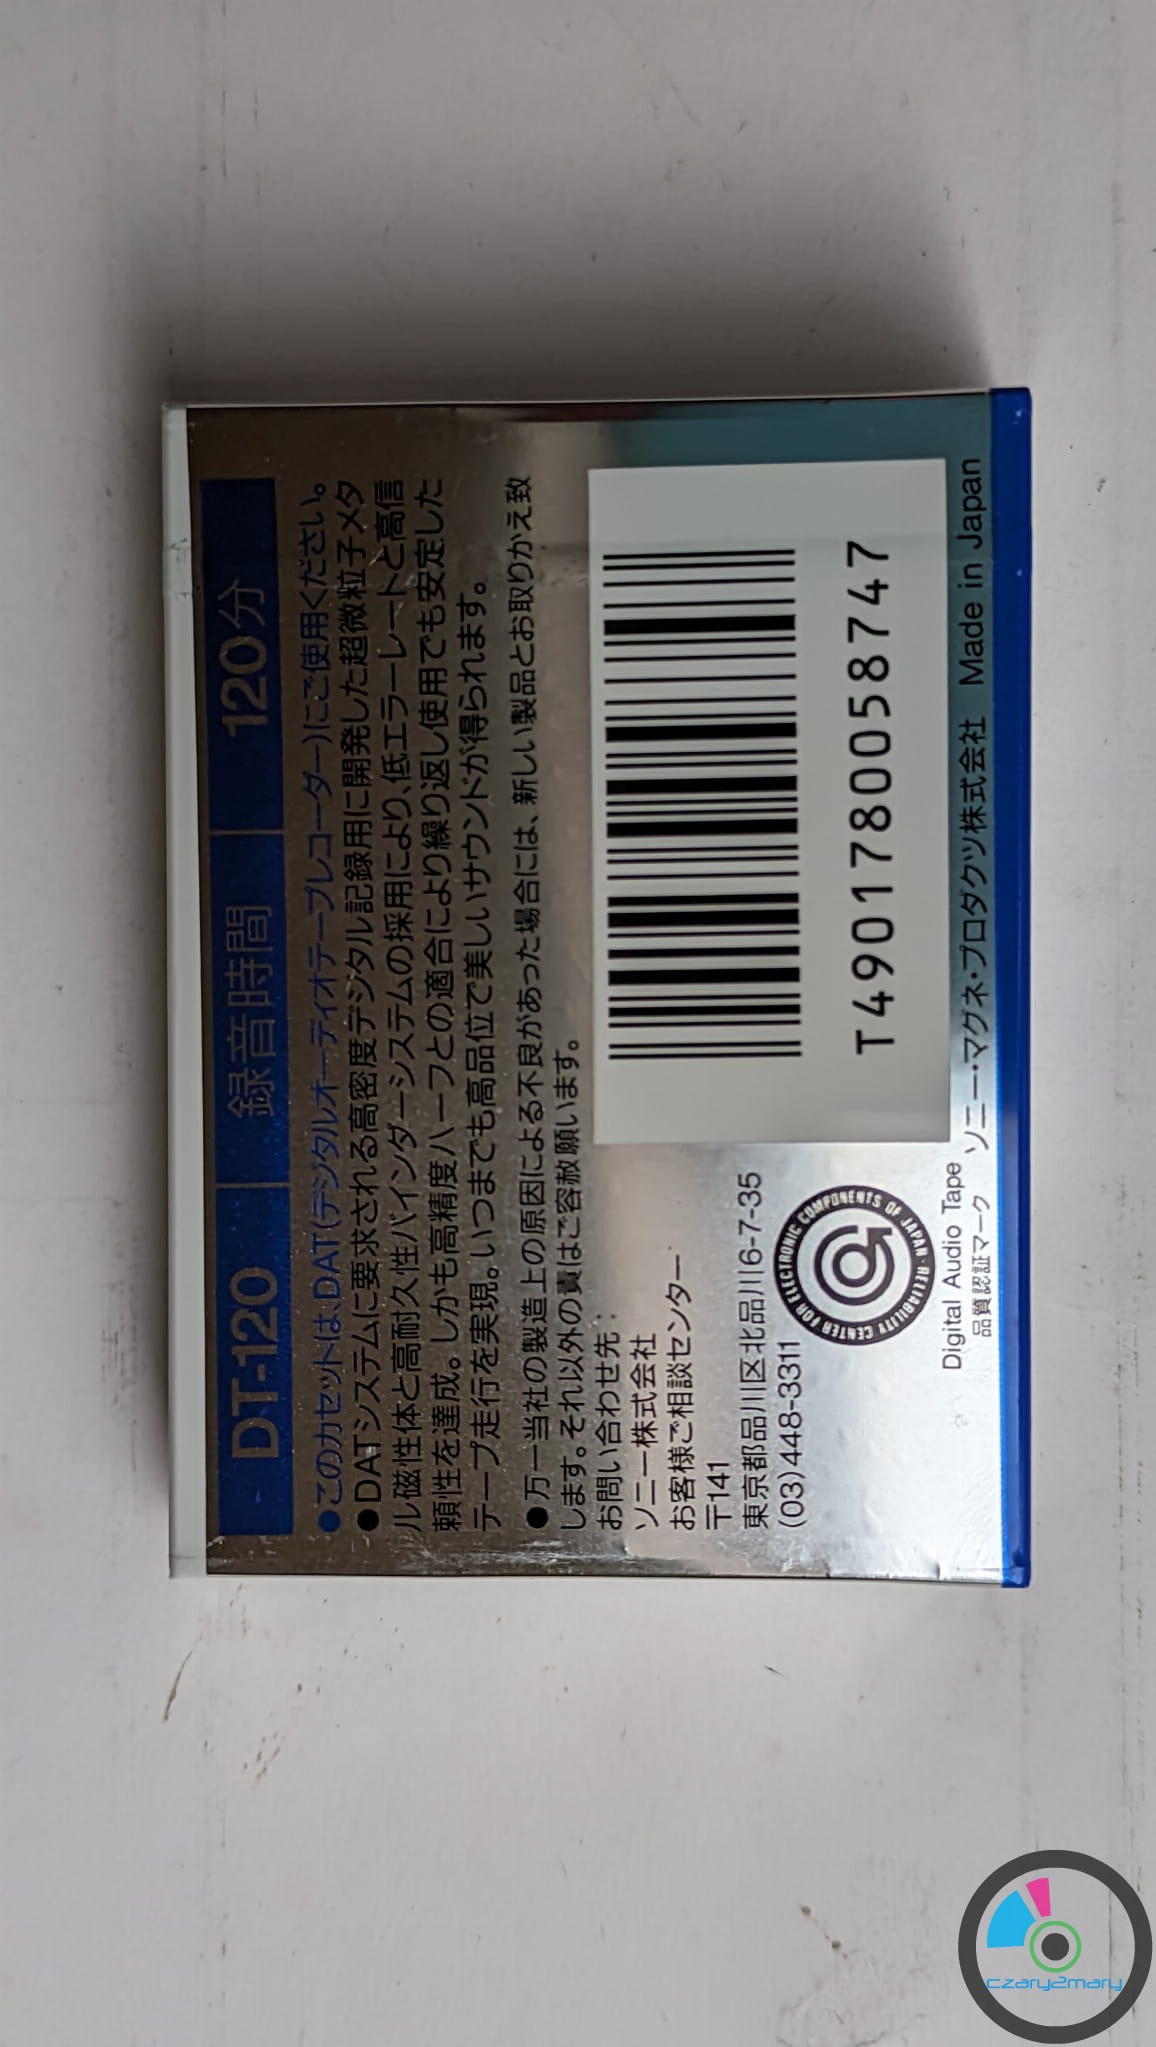 DT-120 録音時間 120分
●このカセットは、DAT(デジタルオーディオテープレコーダー)にご使用ください。
●DATシステムに要求される高密度デジタル記録用に開発した超微粒子メタ
ル磁性体と高耐久性バインダーシステムの採用により、低エラーレートと高信
頼性を達成。しかも高精度ハーフとの適合により繰り返し使用でも安定した
テープ走行を実現。いつまでも高品位で美しいサウンドが得られます。
●万一当社の製造上の原因による不良があった場合には、新しい製品とお取りかえ致
します。それ以外の責はご容赦願います。
お問い合わせ先:
ソニー株式会社
お客様ご相談センター
〒141
東京都品川区北品川6-7-35
(03)448-3311
T4901780058747
RELIABILITY CENTER FOR ELECTRONIC COMPONENTS OF JAPAN
Digital Audio Tape
品質認証マーク
ソニー・マグネ・プロダクツ株式会社 Made in Japan
czary2mary